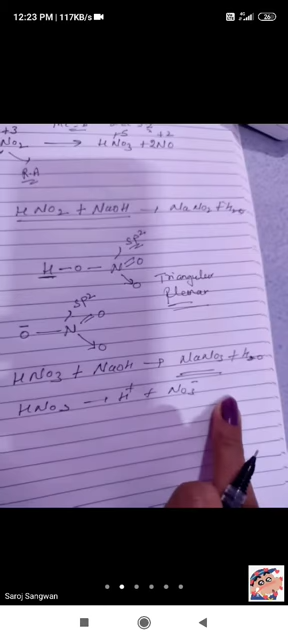 12:23 PM | 117KB/s
26
+3
+5 +2
NO2 → HNO3 + 2NO
R.A
HNO2 + NaOH → NaNO2 + H2O
sp2
H – O – N = O
→ O
Triangular
Planar
sp2
Ō – N = O
→ O
HNO3 + NaOH → NaNO3 + H2O
HNO3 → H+ + NO3-
Saroj Sangwan